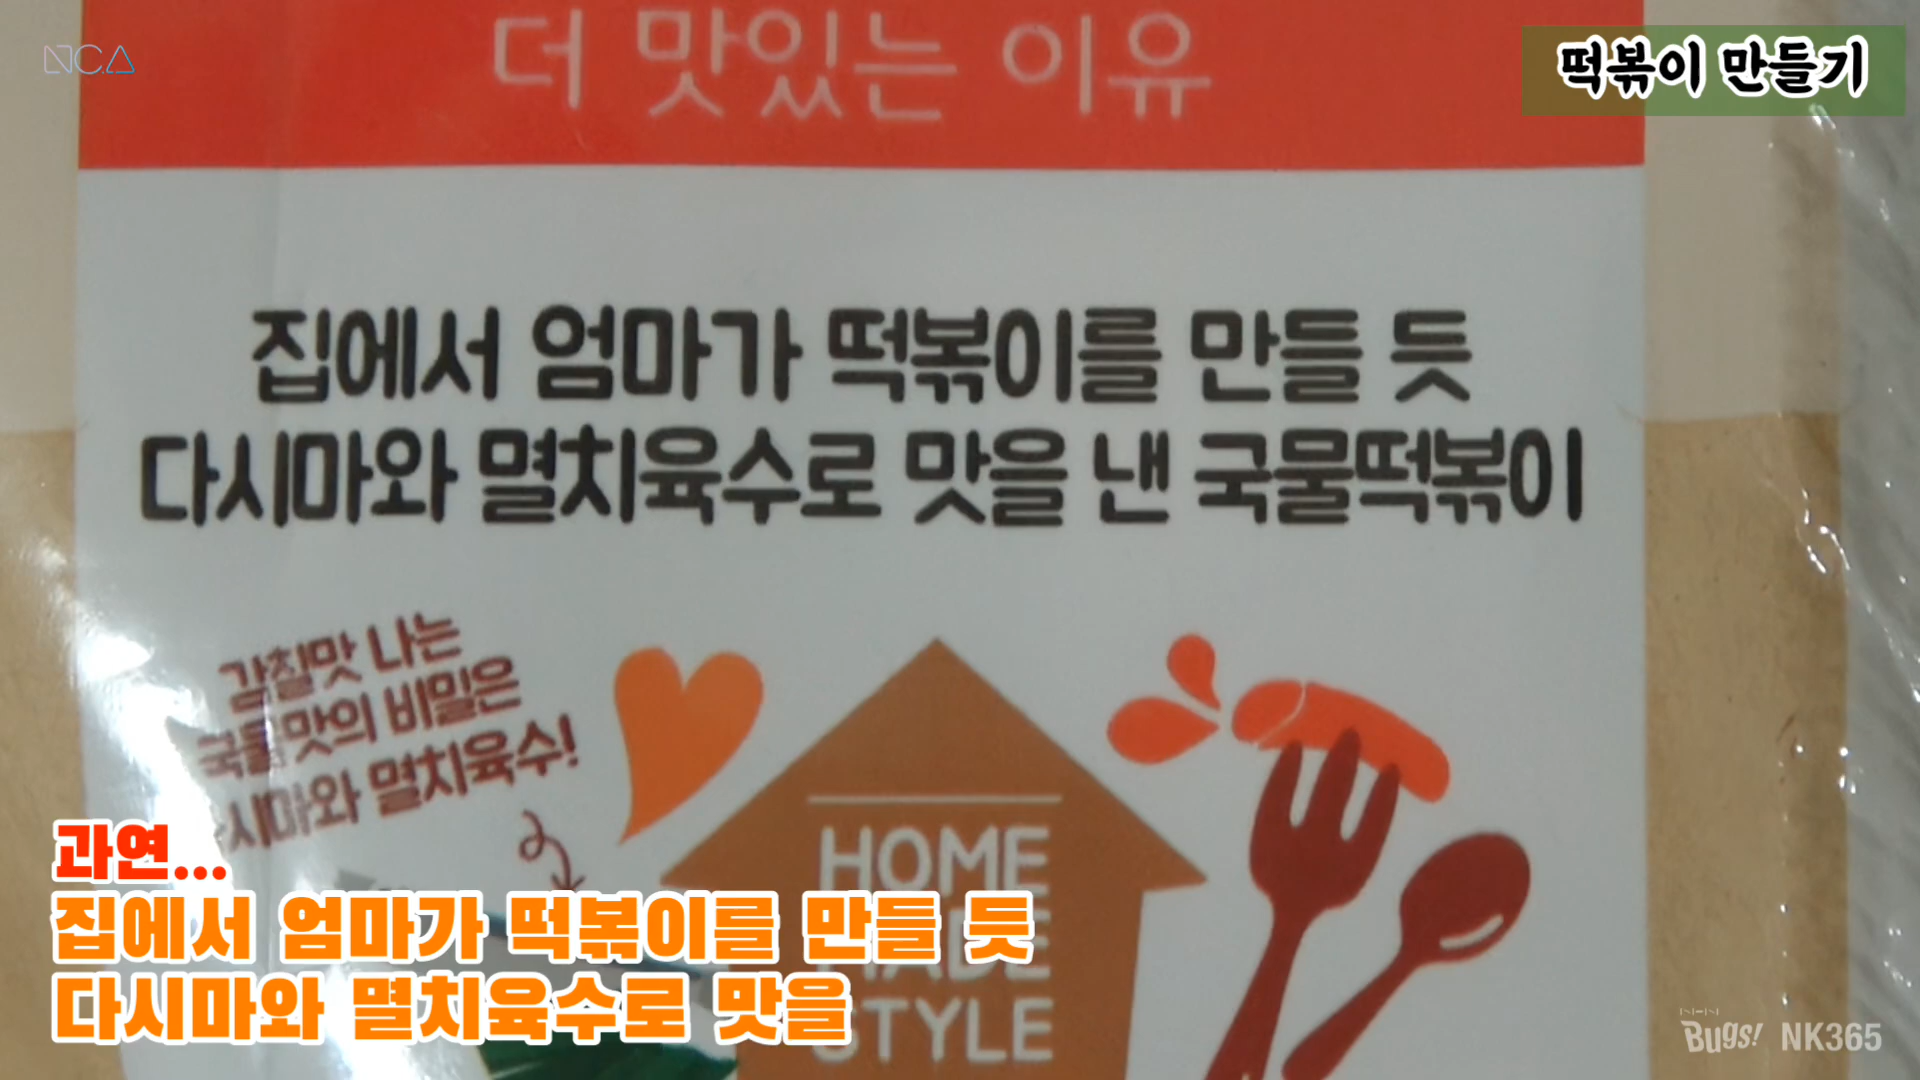 NCA
더 맛있는 이유
떡볶이 만들기
집에서 엄마가 떡볶이를 만들 듯
다시마와 멸치육수로 맛을 낸 국물떡볶이
감칠맛 나는
국물맛의 비밀은
시마와 멸치육수!
HOME
MADE
STYLE
과연...
집에서 엄마가 떡볶이를 만들 듯
다시마와 멸치육수로 맛을
NHN
Bugs! NK365